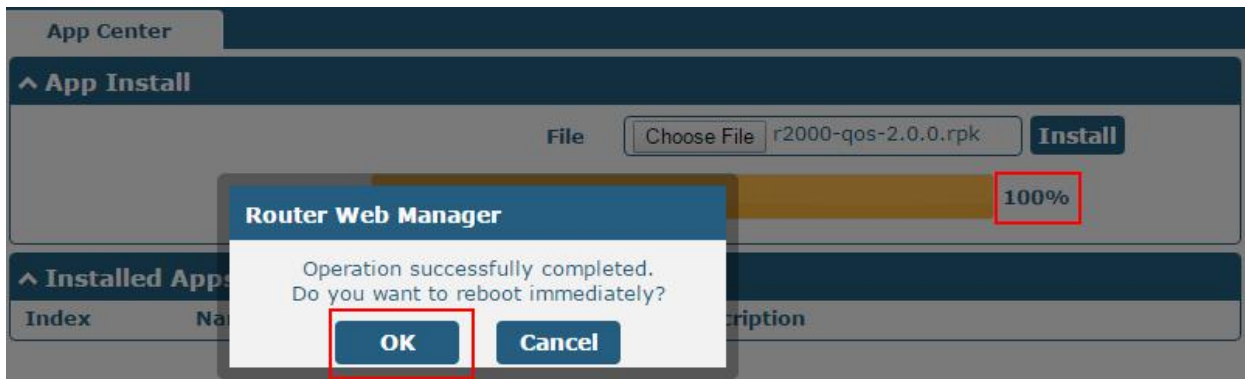 App Center
App Install
File Choose File r2000-qos-2.0.0.rpk Install
100%
Router Web Manager
Operation successfully completed.
Do you want to reboot immediately?
OK Cancel
Installed Apps
Index